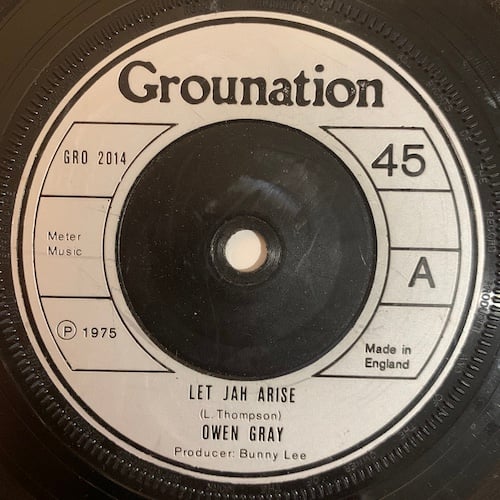 Grounation
GRO 2014
45
Meter
Music
A
℗ 1975
Made in
England
LET JAH ARISE
(L. Thompson)
OWEN GRAY
Producer: Bunny Lee